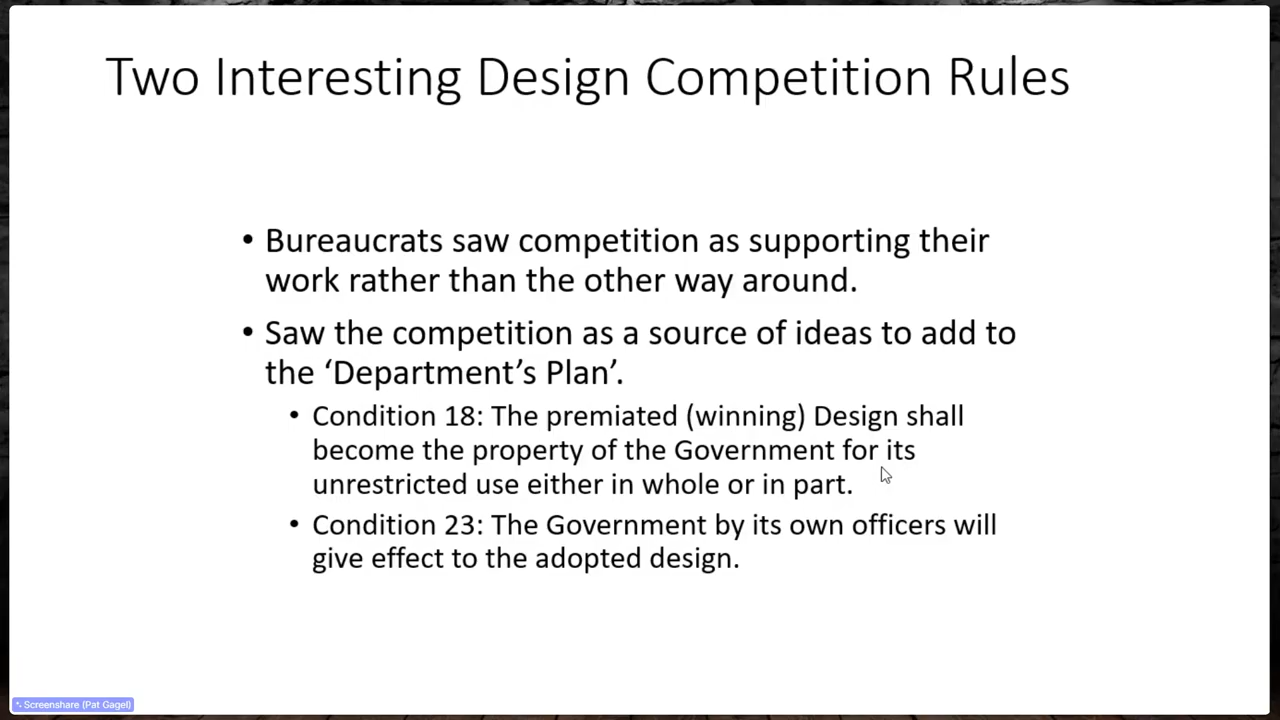 Two Interesting Design Competition Rules
• Bureaucrats saw competition as supporting their
work rather than the other way around.
• Saw the competition as a source of ideas to add to
the ‘Department’s Plan’.
• Condition 18: The premiated (winning) Design shall
become the property of the Government for its
unrestricted use either in whole or in part.
• Condition 23: The Government by its own officers will
give effect to the adopted design.
Screenshare (Pat Gagel)